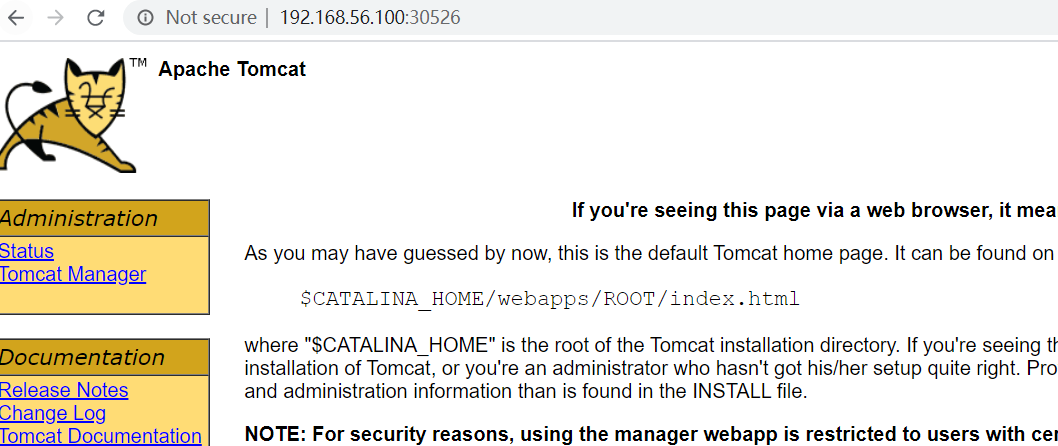 Not secure | 192.168.56.100:30526
TM
Apache Tomcat
Administration
Status
Tomcat Manager
Documentation
Release Notes
Change Log
Tomcat Documentation
If you're seeing this page via a web browser, it mea
As you may have guessed by now, this is the default Tomcat home page. It can be found on
$CATALINA_HOME/webapps/ROOT/index.html
where "$CATALINA_HOME" is the root of the Tomcat installation directory. If you're seeing th
installation of Tomcat, or you're an administrator who hasn't got his/her setup quite right. Pro
and administration information than is found in the INSTALL file.
NOTE: For security reasons, using the manager webapp is restricted to users with cer